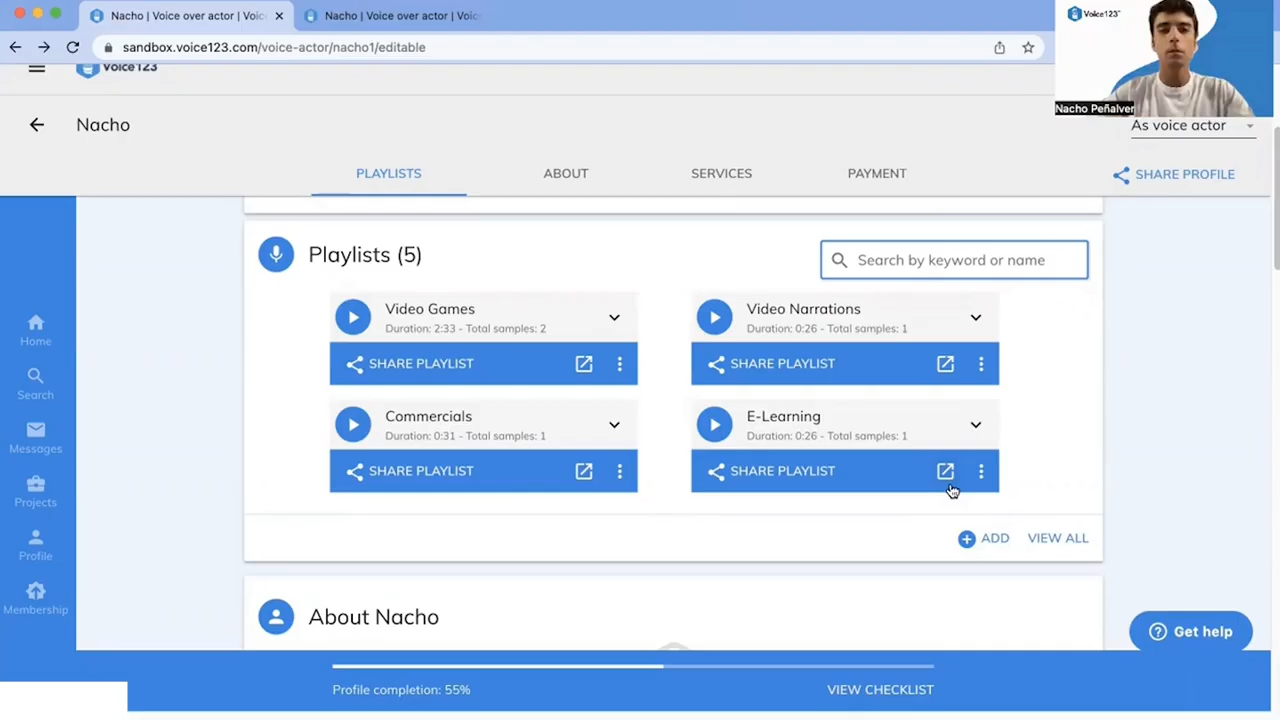 Nacho | Voice over actor | Voice
Nacho | Voice over actor | Voic
sandbox.voice123.com/voice-actor/nacho1/editable
Voice123
Voice123
Nacho Peñalver
Nacho
As voice actor
PLAYLISTS
ABOUT
SERVICES
PAYMENT
SHARE PROFILE
Playlists (5)
Search by keyword or name
Video Games
Duration: 2:33 - Total samples: 2
SHARE PLAYLIST
Video Narrations
Duration: 0:26 - Total samples: 1
SHARE PLAYLIST
Commercials
Duration: 0:31 - Total samples: 1
SHARE PLAYLIST
E-Learning
Duration: 0:26 - Total samples: 1
SHARE PLAYLIST
ADD
VIEW ALL
Home
Search
Messages
Projects
Profile
Membership
About Nacho
Get help
Profile completion: 55%
VIEW CHECKLIST